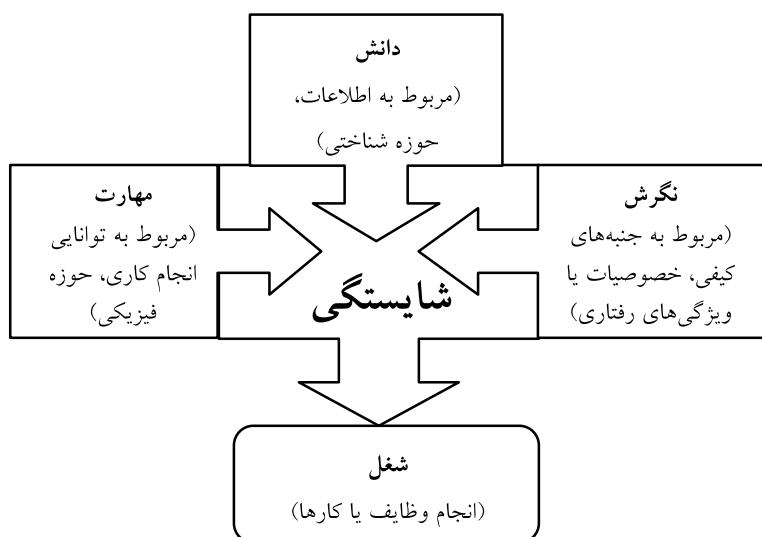 دانش
(مربوط به اطلاعات،
حوزه شناختی)
نگرش
(مربوط به جنبه‌های
کیفی، خصوصیات یا
ویژگی‌های رفتاری)
مهارت
(مربوط به توانایی
انجام کاری، حوزه
فیزیکی)
شایستگی
شغل
(انجام وظایف یا کارها)